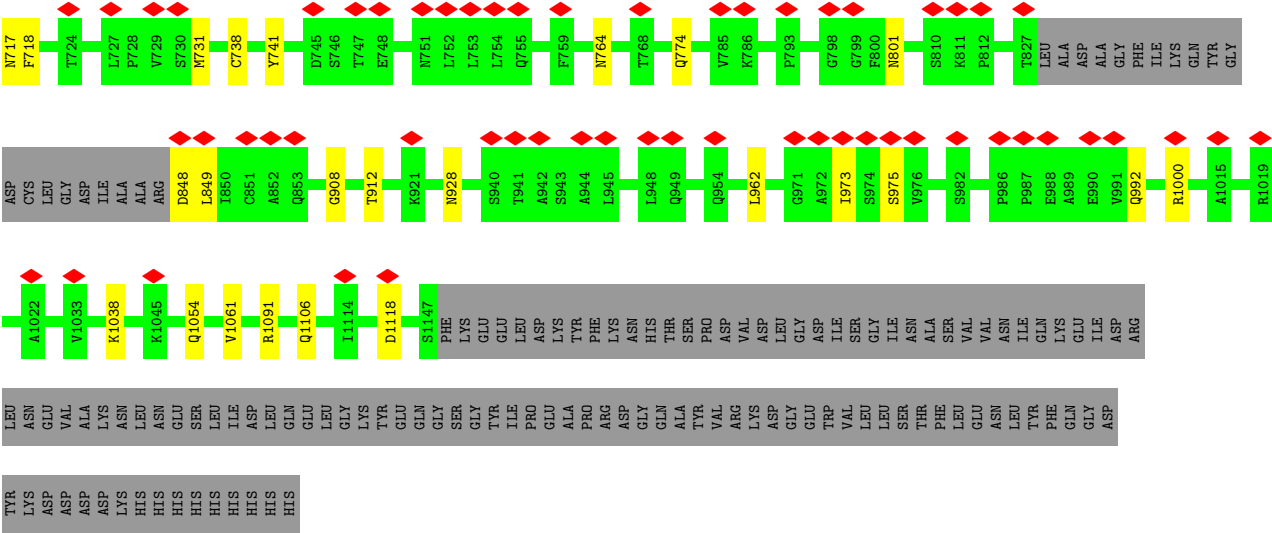 N717 F718 T724 L727 P728 V729 S730 M731 C738 Y741 D745 S746 T747 E748 N751 L752 L753 L754 Q755 F759 N764 T768 Q774 V785 K786 P793 G798 G799 F800 N801 S810 K811 P812 T827 LEU ALA ASP ALA GLY PHE ILE LYS GLN TYR GLY
ASP CYS LEU GLY ASP ILE ALA ALA ARG D848 L849 I850 C851 A852 Q853 G908 T912 K921 N928 S940 T941 A942 S943 A944 L945 L948 Q949 Q954 L962 G971 A972 I973 S974 S975 V976 S982 P986 P987 E988 A989 E990 V991 Q992 R1000 A1015 R1019
A1022 V1033 K1038 K1045 Q1054 V1061 R1091 Q1106 I1114 D1118 S1147 PHE LYS GLU GLU LEU ASP LYS TYR PHE LYS ASN HIS THR SER PRO ASP VAL ASP LEU GLY ASP ILE SER GLY ILE ASN ALA SER VAL VAL ASN ILE GLN LYS GLU ILE ASP ARG
LEU ASN GLU VAL ALA LYS ASN LEU ASN GLU SER LEU ILE ASP LEU GLN GLU LEU GLY LYS TYR GLU GLN GLY SER GLY TYR ILE PRO GLU ALA PRO ARG ASP GLY GLN ALA TYR VAL ARG LYS ASP GLY GLU TRP VAL LEU LEU SER THR PHE LEU GLU ASN LEU TYR PHE GLN GLY ASP
TYR LYS ASP ASP ASP ASP LYS HIS HIS HIS HIS HIS HIS HIS HIS